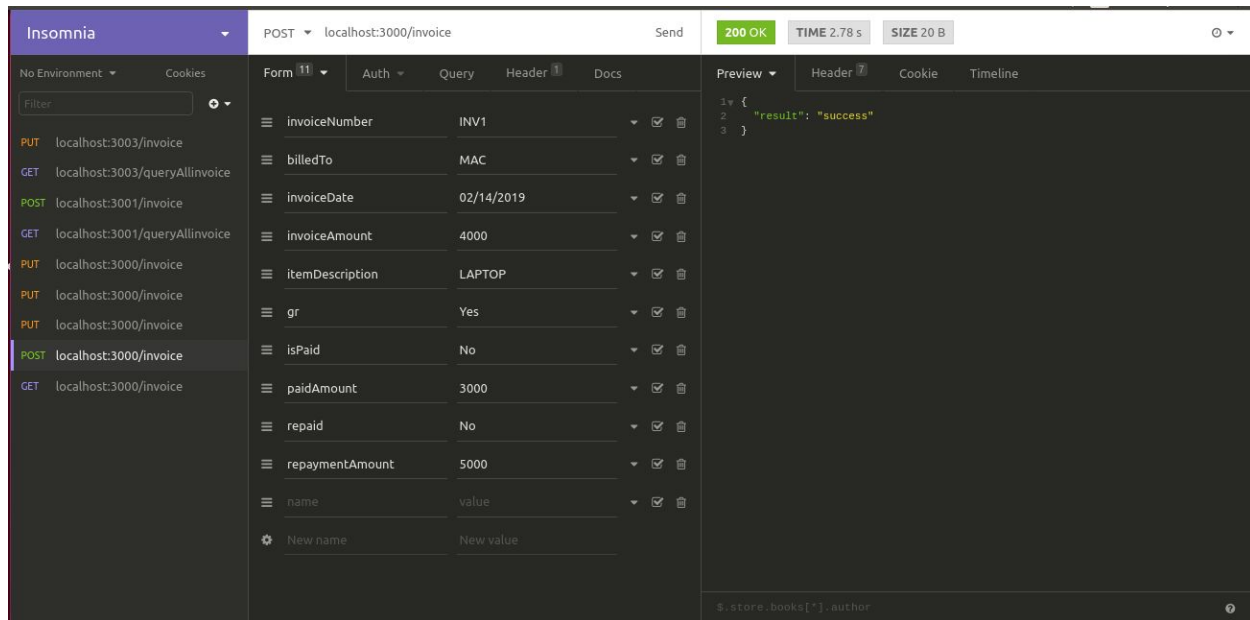 Insomnia
POST localhost:3000/invoice Send
200 OK TIME 2.78 s SIZE 20 B
No Environment Cookies
Form 11 Auth Query Header 1 Docs
Preview Header 7 Cookie Timeline
Filter
PUT localhost:3003/invoice
GET localhost:3003/queryAllinvoice
POST localhost:3001/invoice
GET localhost:3001/queryAllinvoice
PUT localhost:3000/invoice
PUT localhost:3000/invoice
PUT localhost:3000/invoice
POST localhost:3000/invoice
GET localhost:3000/invoice
invoiceNumber INV1
billedTo MAC
invoiceDate 02/14/2019
invoiceAmount 4000
itemDescription LAPTOP
gr Yes
isPaid No
paidAmount 3000
repaid No
repaymentAmount 5000
name value
New name New value
1 {
2 "result": "success"
3 }
$.store.books[*].author